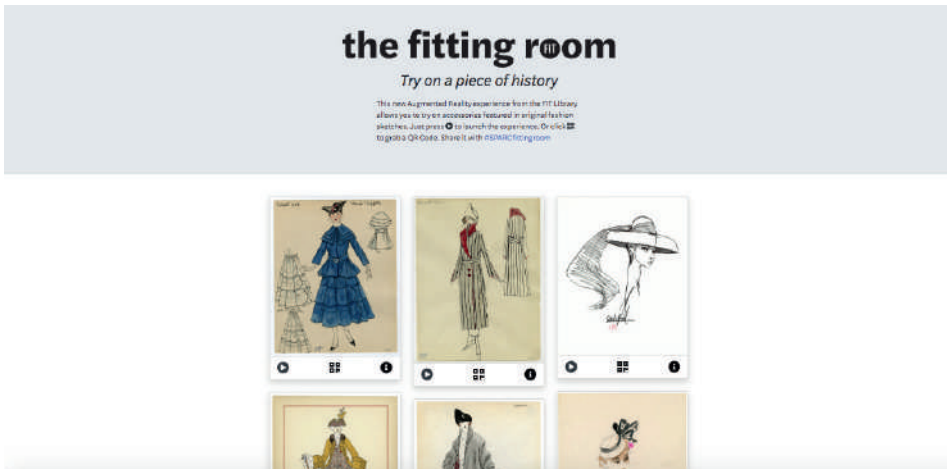 the fitting room
FIT
Try on a piece of history
This new Augmented Reality experience from the FIT Library
allows you to try on accessories featured in original fashion
sketches. Just press to launch the experience. Or click
to grab a QR Code. Share it with #SPARCfittingroom